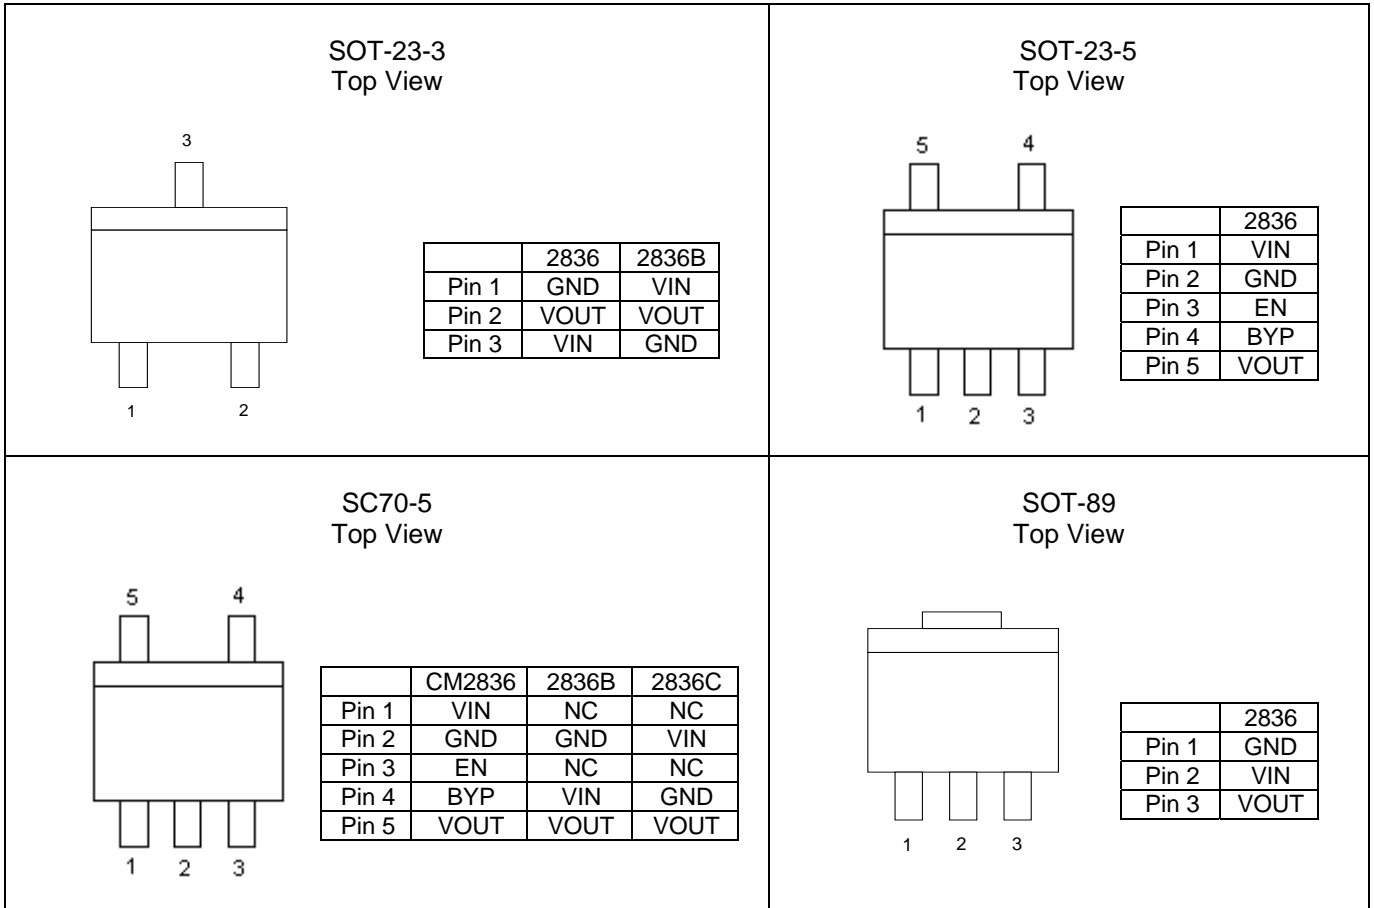 SOT-23-3
Top View
3
1 2
2836 2836B
Pin 1 GND VIN
Pin 2 VOUT VOUT
Pin 3 VIN GND
SOT-23-5
Top View
5 4
1 2 3
2836
Pin 1 VIN
Pin 2 GND
Pin 3 EN
Pin 4 BYP
Pin 5 VOUT
SC70-5
Top View
5 4
1 2 3
CM2836 2836B 2836C
Pin 1 VIN NC NC
Pin 2 GND GND VIN
Pin 3 EN NC NC
Pin 4 BYP VIN GND
Pin 5 VOUT VOUT VOUT
SOT-89
Top View
1 2 3
2836
Pin 1 GND
Pin 2 VIN
Pin 3 VOUT